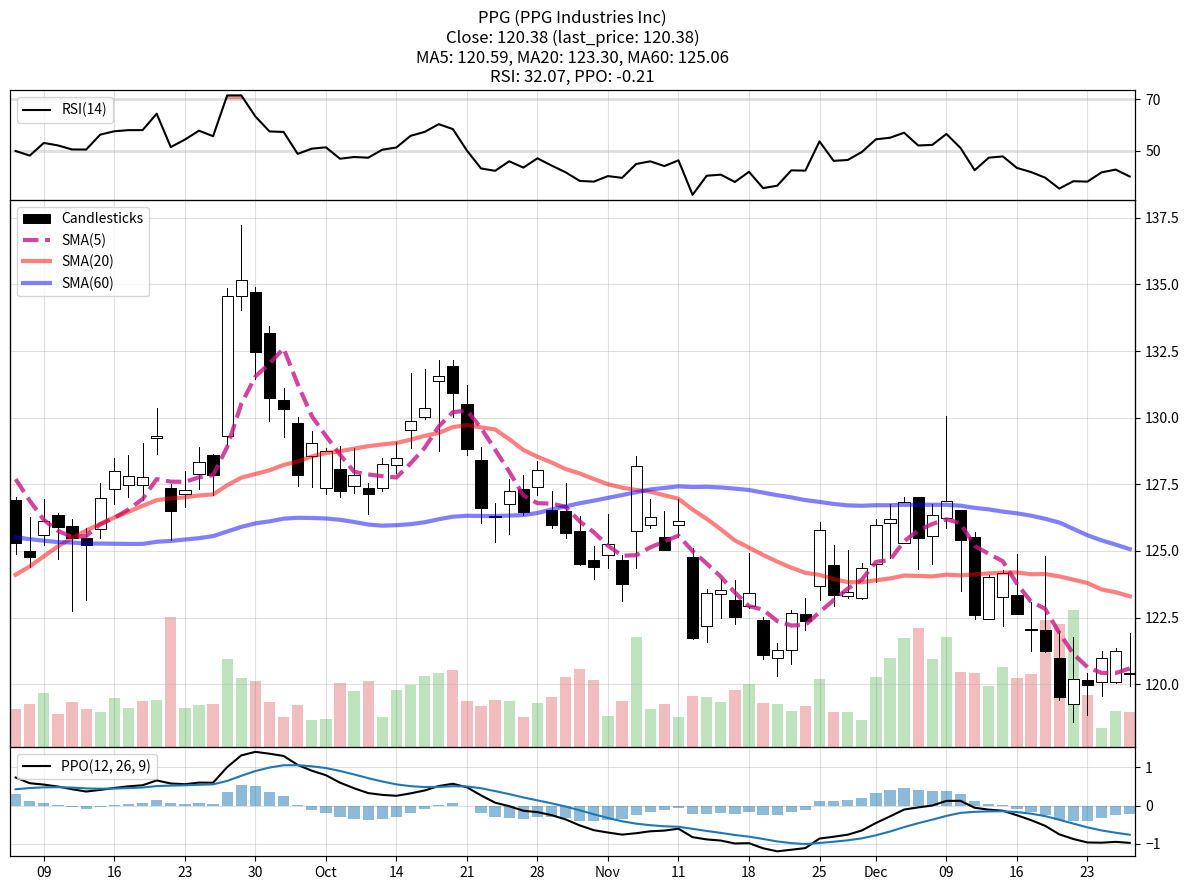 PPG (PPG Industries Inc)
Close: 120.38 (last_price: 120.38)
MA5: 120.59, MA20: 123.30, MA60: 125.06
RSI: 32.07, PPO: -0.21
RSI(14)
70
50
Candlesticks
SMA(5)
SMA(20)
SMA(60)
137.5
135.0
132.5
130.0
127.5
125.0
122.5
120.0
PPO(12, 26, 9)
1
0
−1
09 16 23 30 Oct 14 21 28 Nov 11 18 25 Dec 09 16 23